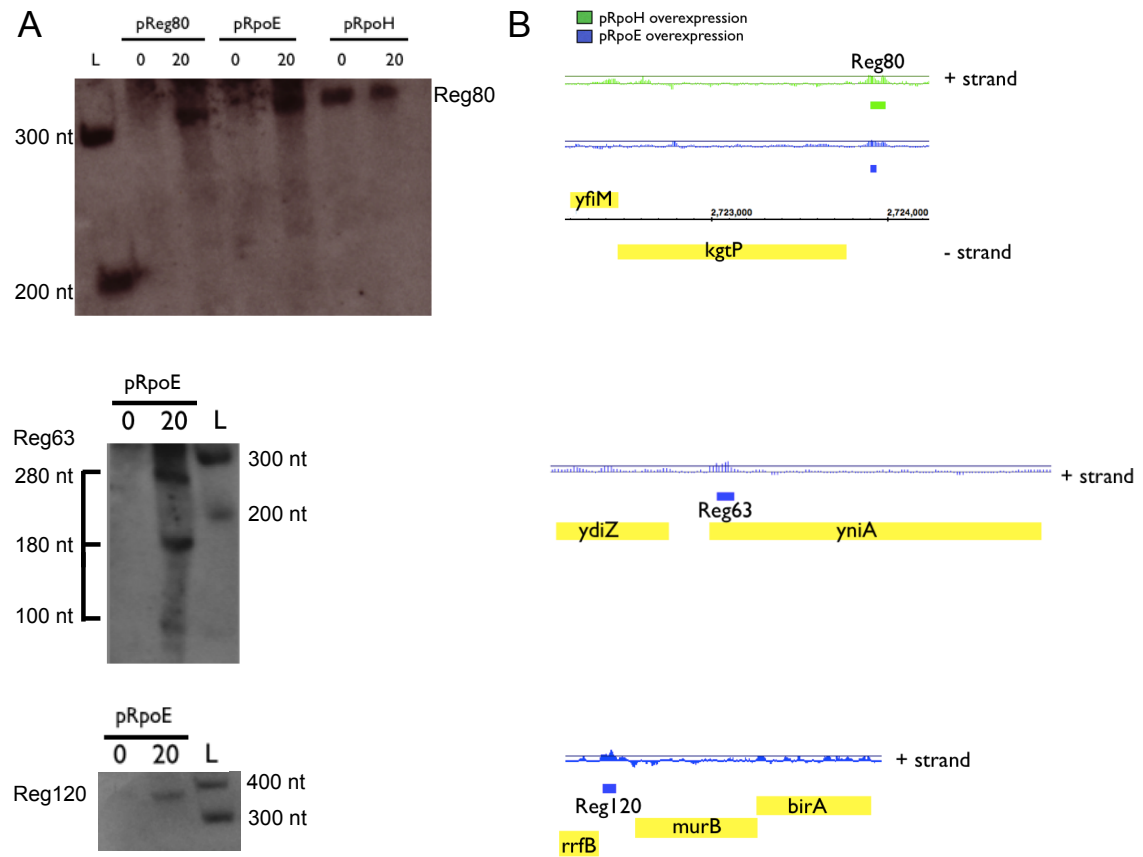 A
pReg80 pRpoE pRpoH
L 0 20 0 20 0 20
Reg80
300 nt
200 nt
pRpoE
0 20 L
Reg63
280 nt
180 nt
100 nt
300 nt
200 nt
pRpoE
0 20 L
Reg120
400 nt
300 nt
B
pRpoH overexpression
pRpoE overexpression
Reg80
+ strand
yfiM
2,723,000 2,724,000
kgtP
- strand
+ strand
Reg63
ydiZ yniA
+ strand
Reg120
birA
murB
rrfB